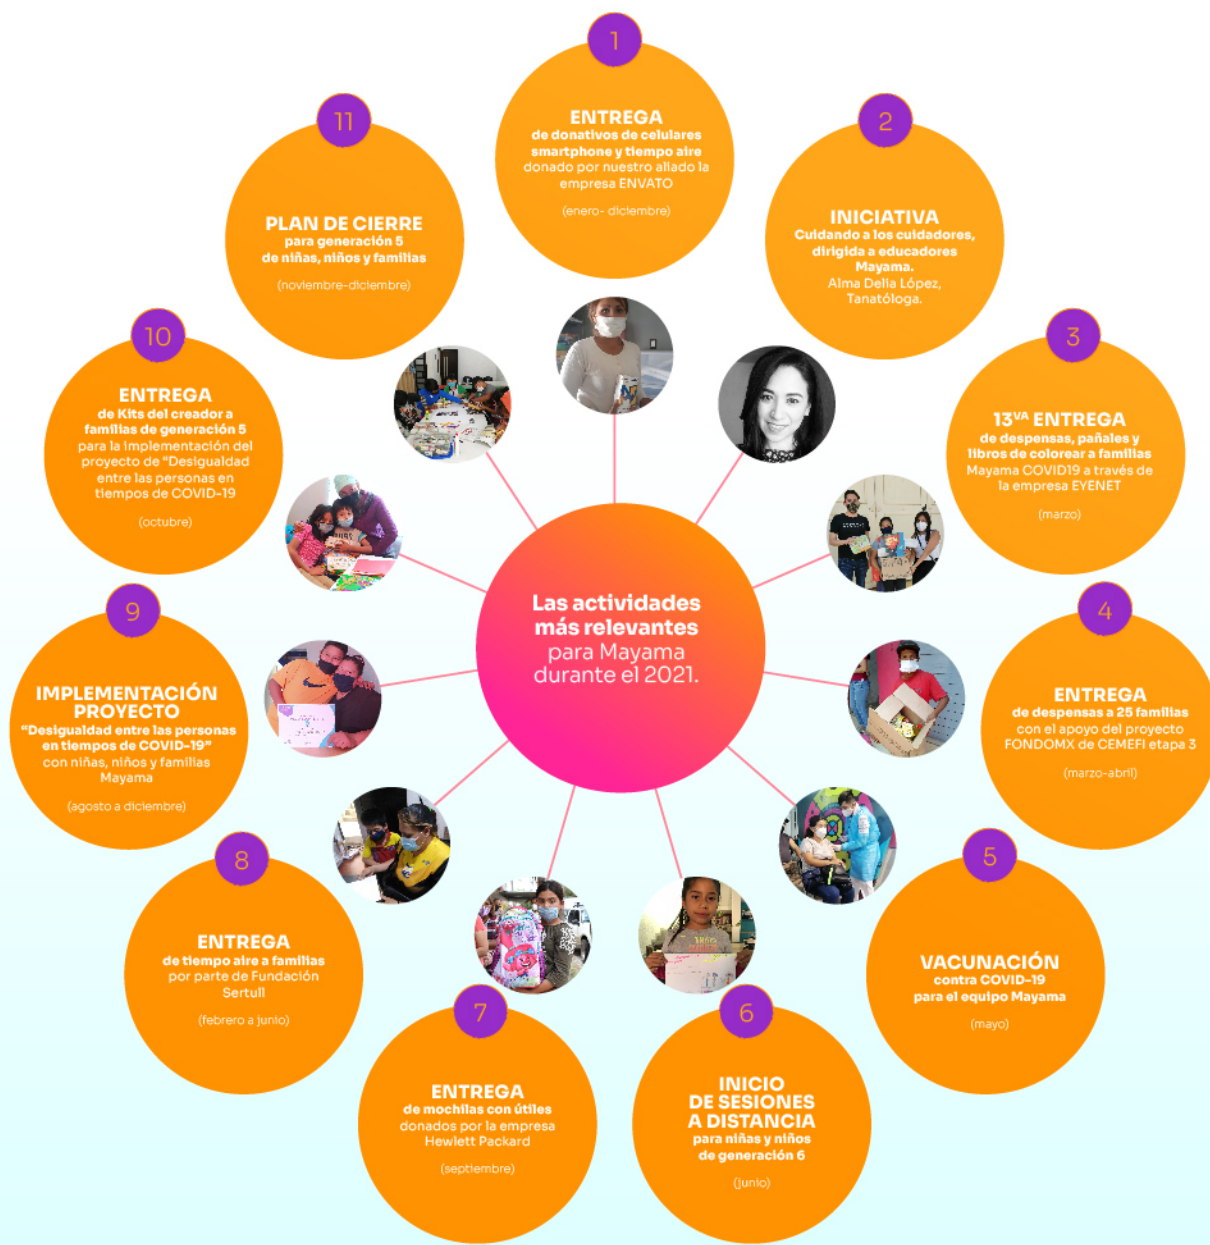 Las actividades
más relevantes
para Mayama
durante el 2021.
1
ENTREGA
de donativos de celulares
smartphone y tiempo aire
donado por nuestro aliado la
empresa ENVATO
(enero- diciembre)
2
INICIATIVA
Cuidando a los cuidadores,
dirigida a educadores
Mayama.
Alma Delia López,
Tanatóloga.
3
13VA ENTREGA
de despensas, pañales y
libros de colorear a familias
Mayama COVID19 a través de
la empresa EYENET
(marzo)
4
ENTREGA
de despensas a 25 familias
con el apoyo del proyecto
FONDOMX de CEMEFI etapa 3
(marzo-abril)
5
VACUNACIÓN
contra COVID-19
para el equipo Mayama
(mayo)
6
INICIO
DE SESIONES
A DISTANCIA
para niñas y niños
de generación 6
(junio)
7
ENTREGA
de mochilas con útiles
donados por la empresa
Hewlett Packard
(septiembre)
8
ENTREGA
de tiempo aire a familias
por parte de Fundación
Sertull
(febrero a junio)
9
IMPLEMENTACIÓN
PROYECTO
“Desigualdad entre las personas
en tiempos de COVID-19”
con niñas, niños y familias
Mayama
(agosto a diciembre)
10
ENTREGA
de Kits del creador a
familias de generación 5
para la implementación del
proyecto de “Desigualdad
entre las personas en
tiempos de COVID-19
(octubre)
11
PLAN DE CIERRE
para generación 5
de niñas, niños y familias
(noviembre-diciembre)